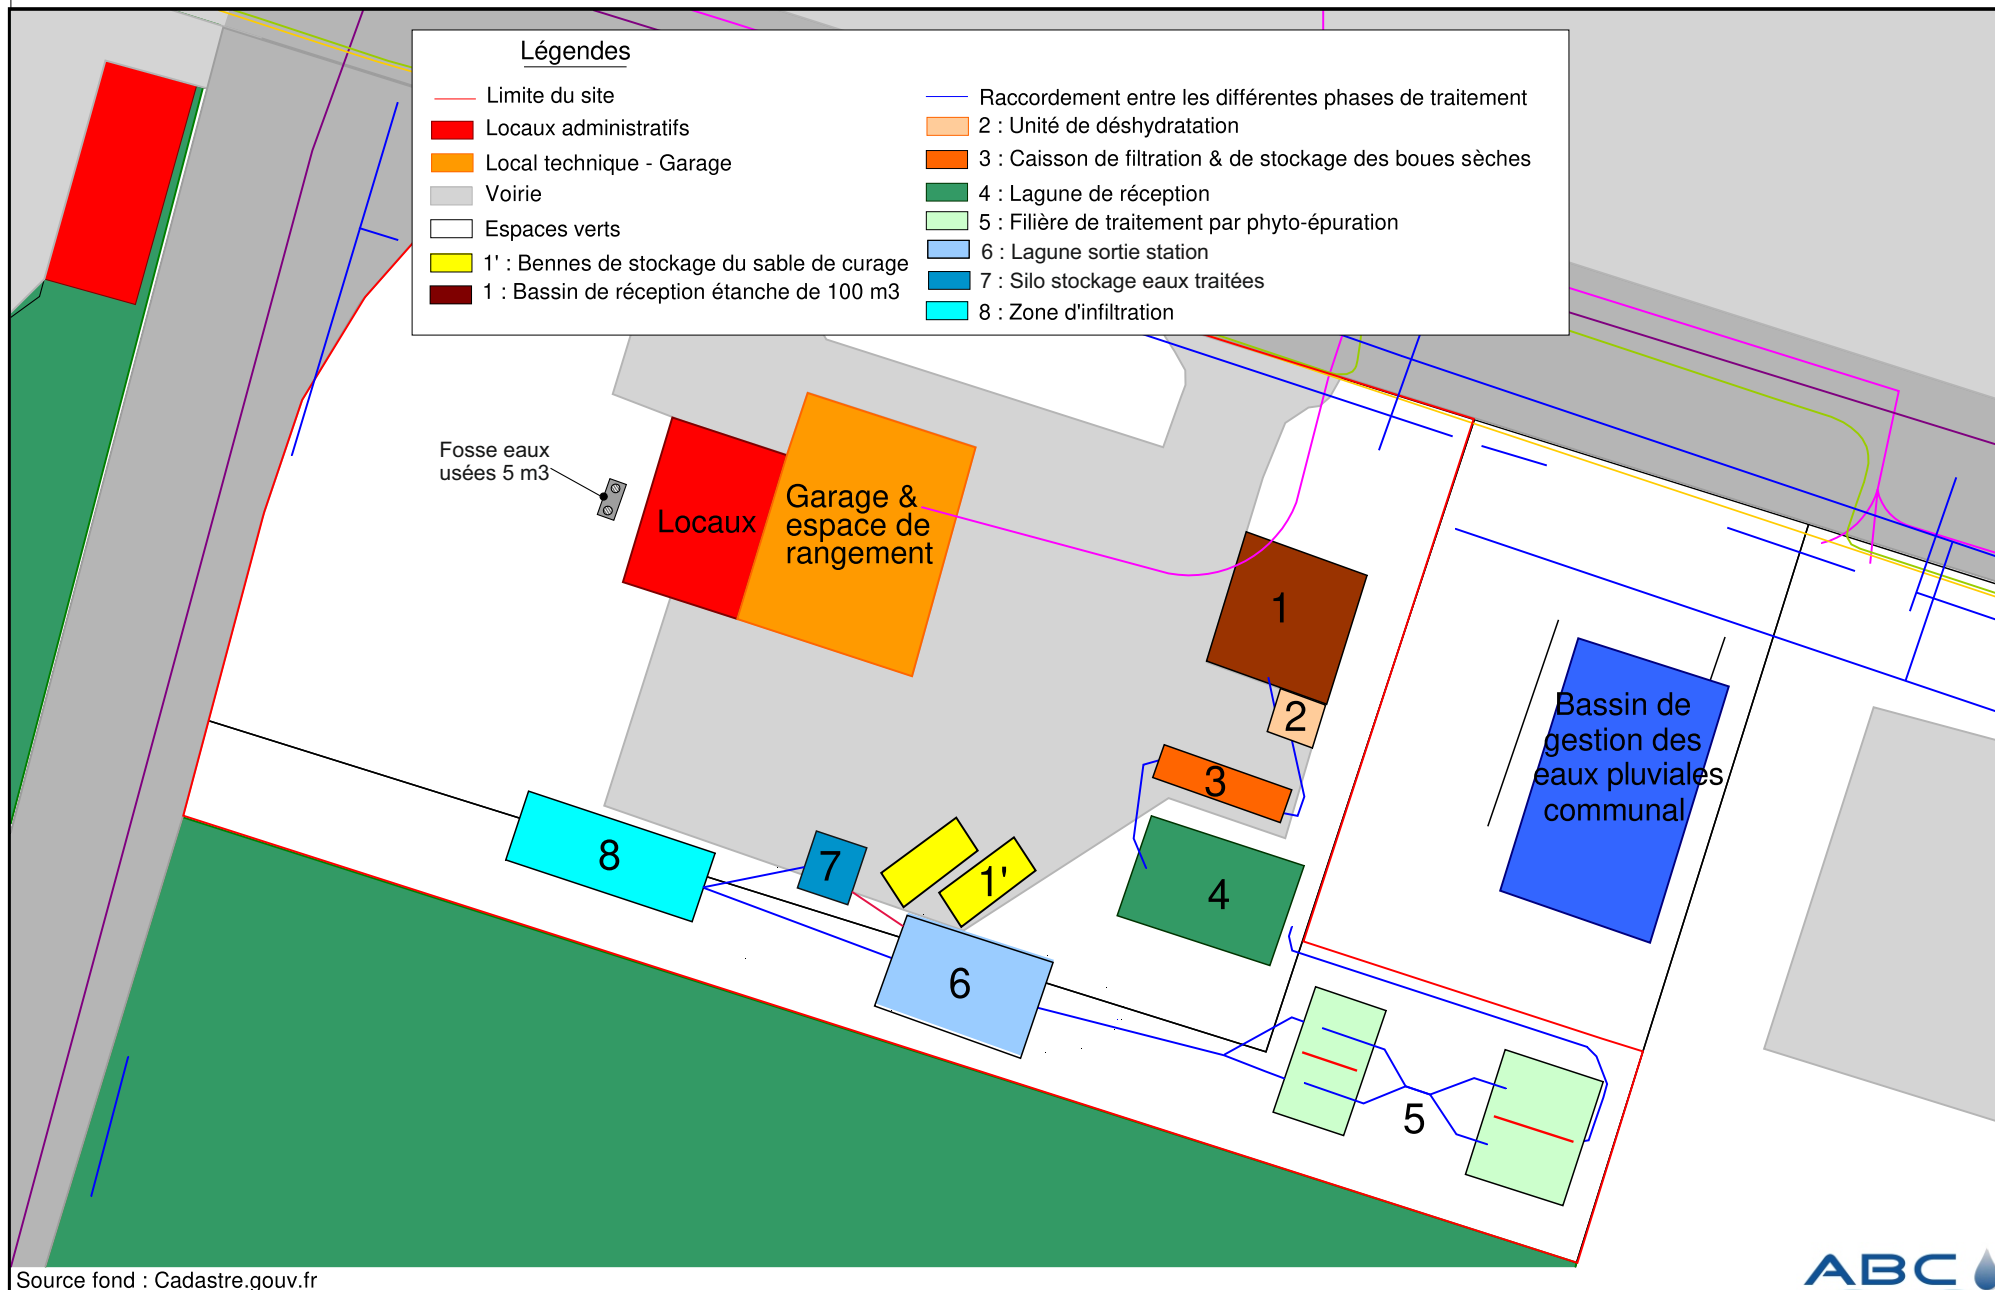 Légendes
Limite du site
Locaux administratifs
Local technique - Garage
Voirie
Espaces verts
1' : Bennes de stockage du sable de curage
1 : Bassin de réception étanche de 100 m3
Raccordement entre les différentes phases de traitement
2 : Unité de déshydratation
3 : Caisson de filtration & de stockage des boues sèches
4 : Lagune de réception
5 : Filière de traitement par phyto-épuration
6 : Lagune sortie station
7 : Silo stockage eaux traitées
8 : Zone d'infiltration
Fosse eaux
usées 5 m3
Locaux
Garage &
espace de
rangement
1
2
3
4
Bassin de
gestion des
eaux pluviales
communal
8
7
1'
6
5
Source fond : Cadastre.gouv.fr
ABC